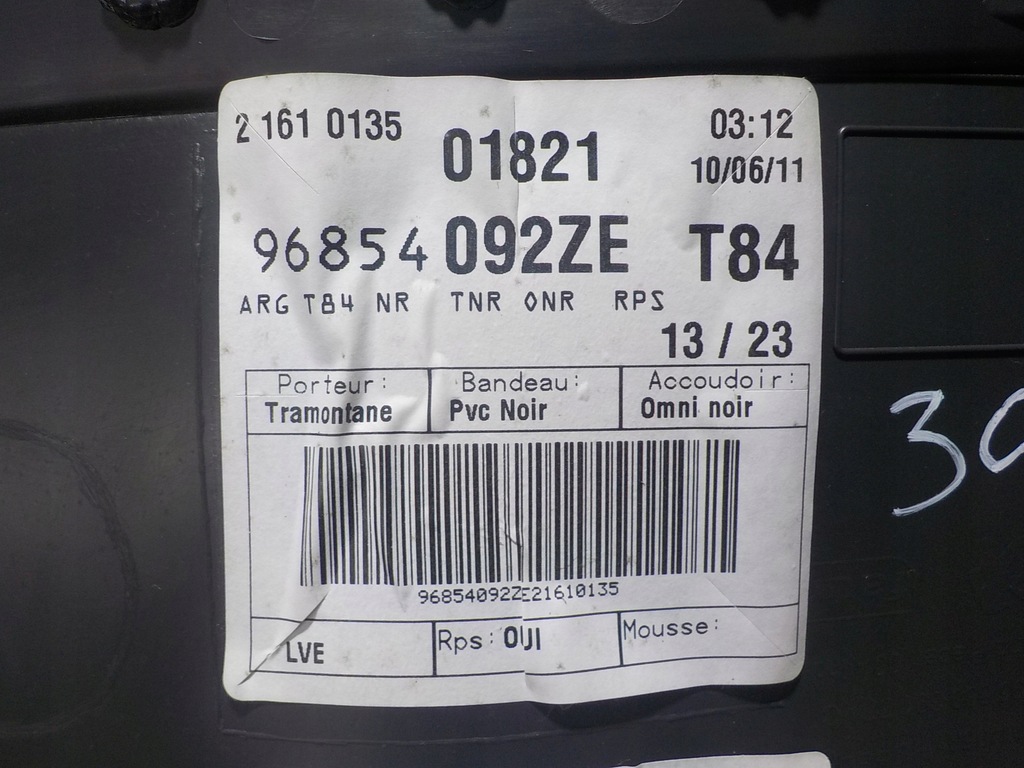 2 161 0135 01821 03:12
10/06/11
96854 092ZE T84
ARG T84 NR TNR ONR RPS
13 / 23
Porteur: Bandeau: Accoudoir:
Tramontane Pvc Noir Omni noir
96854092ZE21610135
LVE Rps: OUI Mousse: